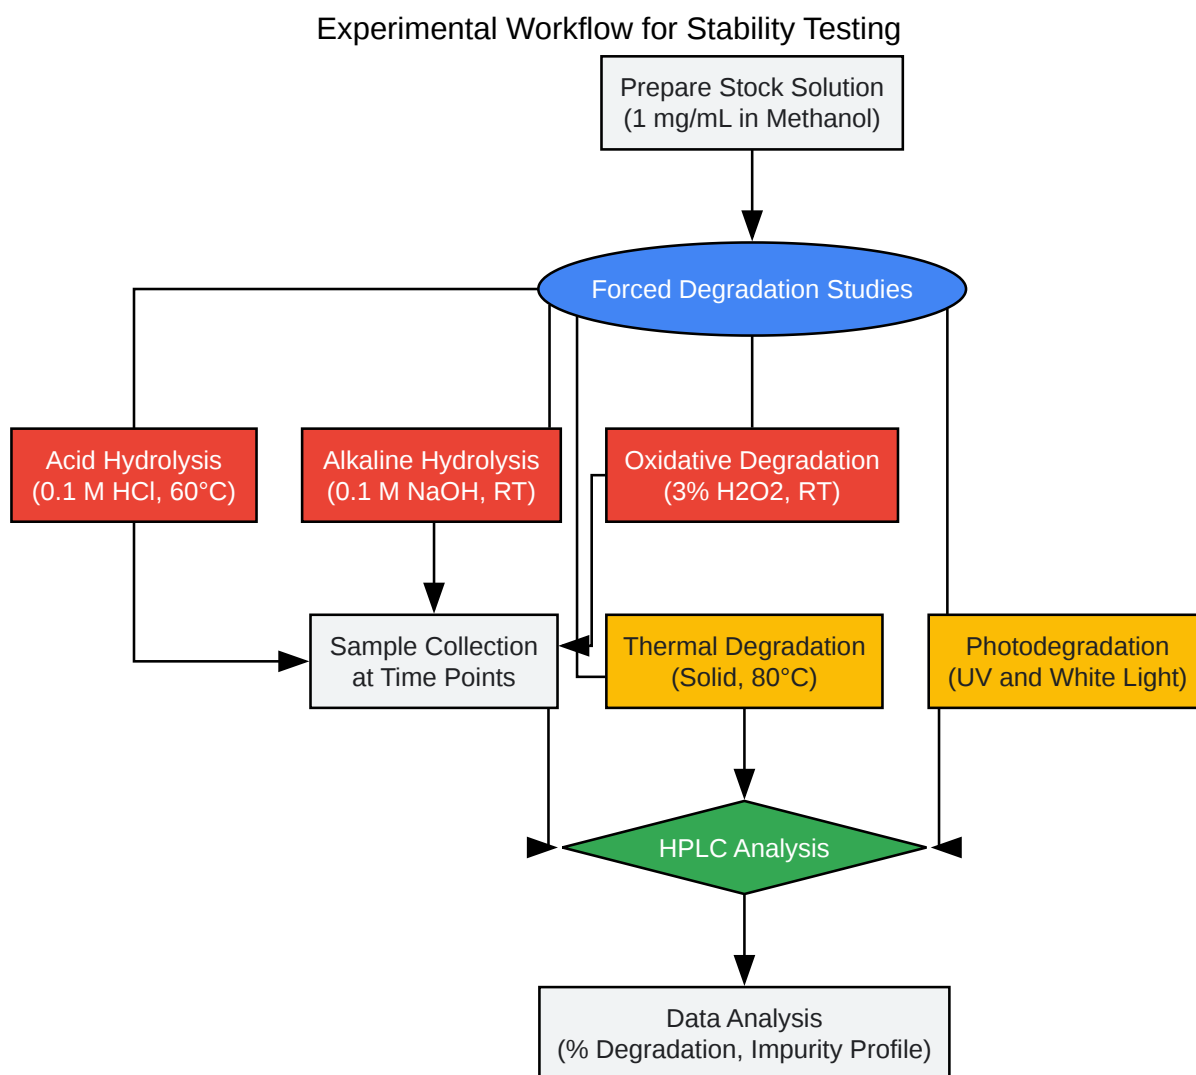 Experimental Workflow for Stability Testing
Prepare Stock Solution
(1 mg/mL in Methanol)
Forced Degradation Studies
Acid Hydrolysis
(0.1 M HCl, 60°C)
Alkaline Hydrolysis
(0.1 M NaOH, RT)
Oxidative Degradation
(3% H2O2, RT)
Sample Collection
at Time Points
Thermal Degradation
(Solid, 80°C)
Photodegradation
(UV and White Light)
HPLC Analysis
Data Analysis
(% Degradation, Impurity Profile)